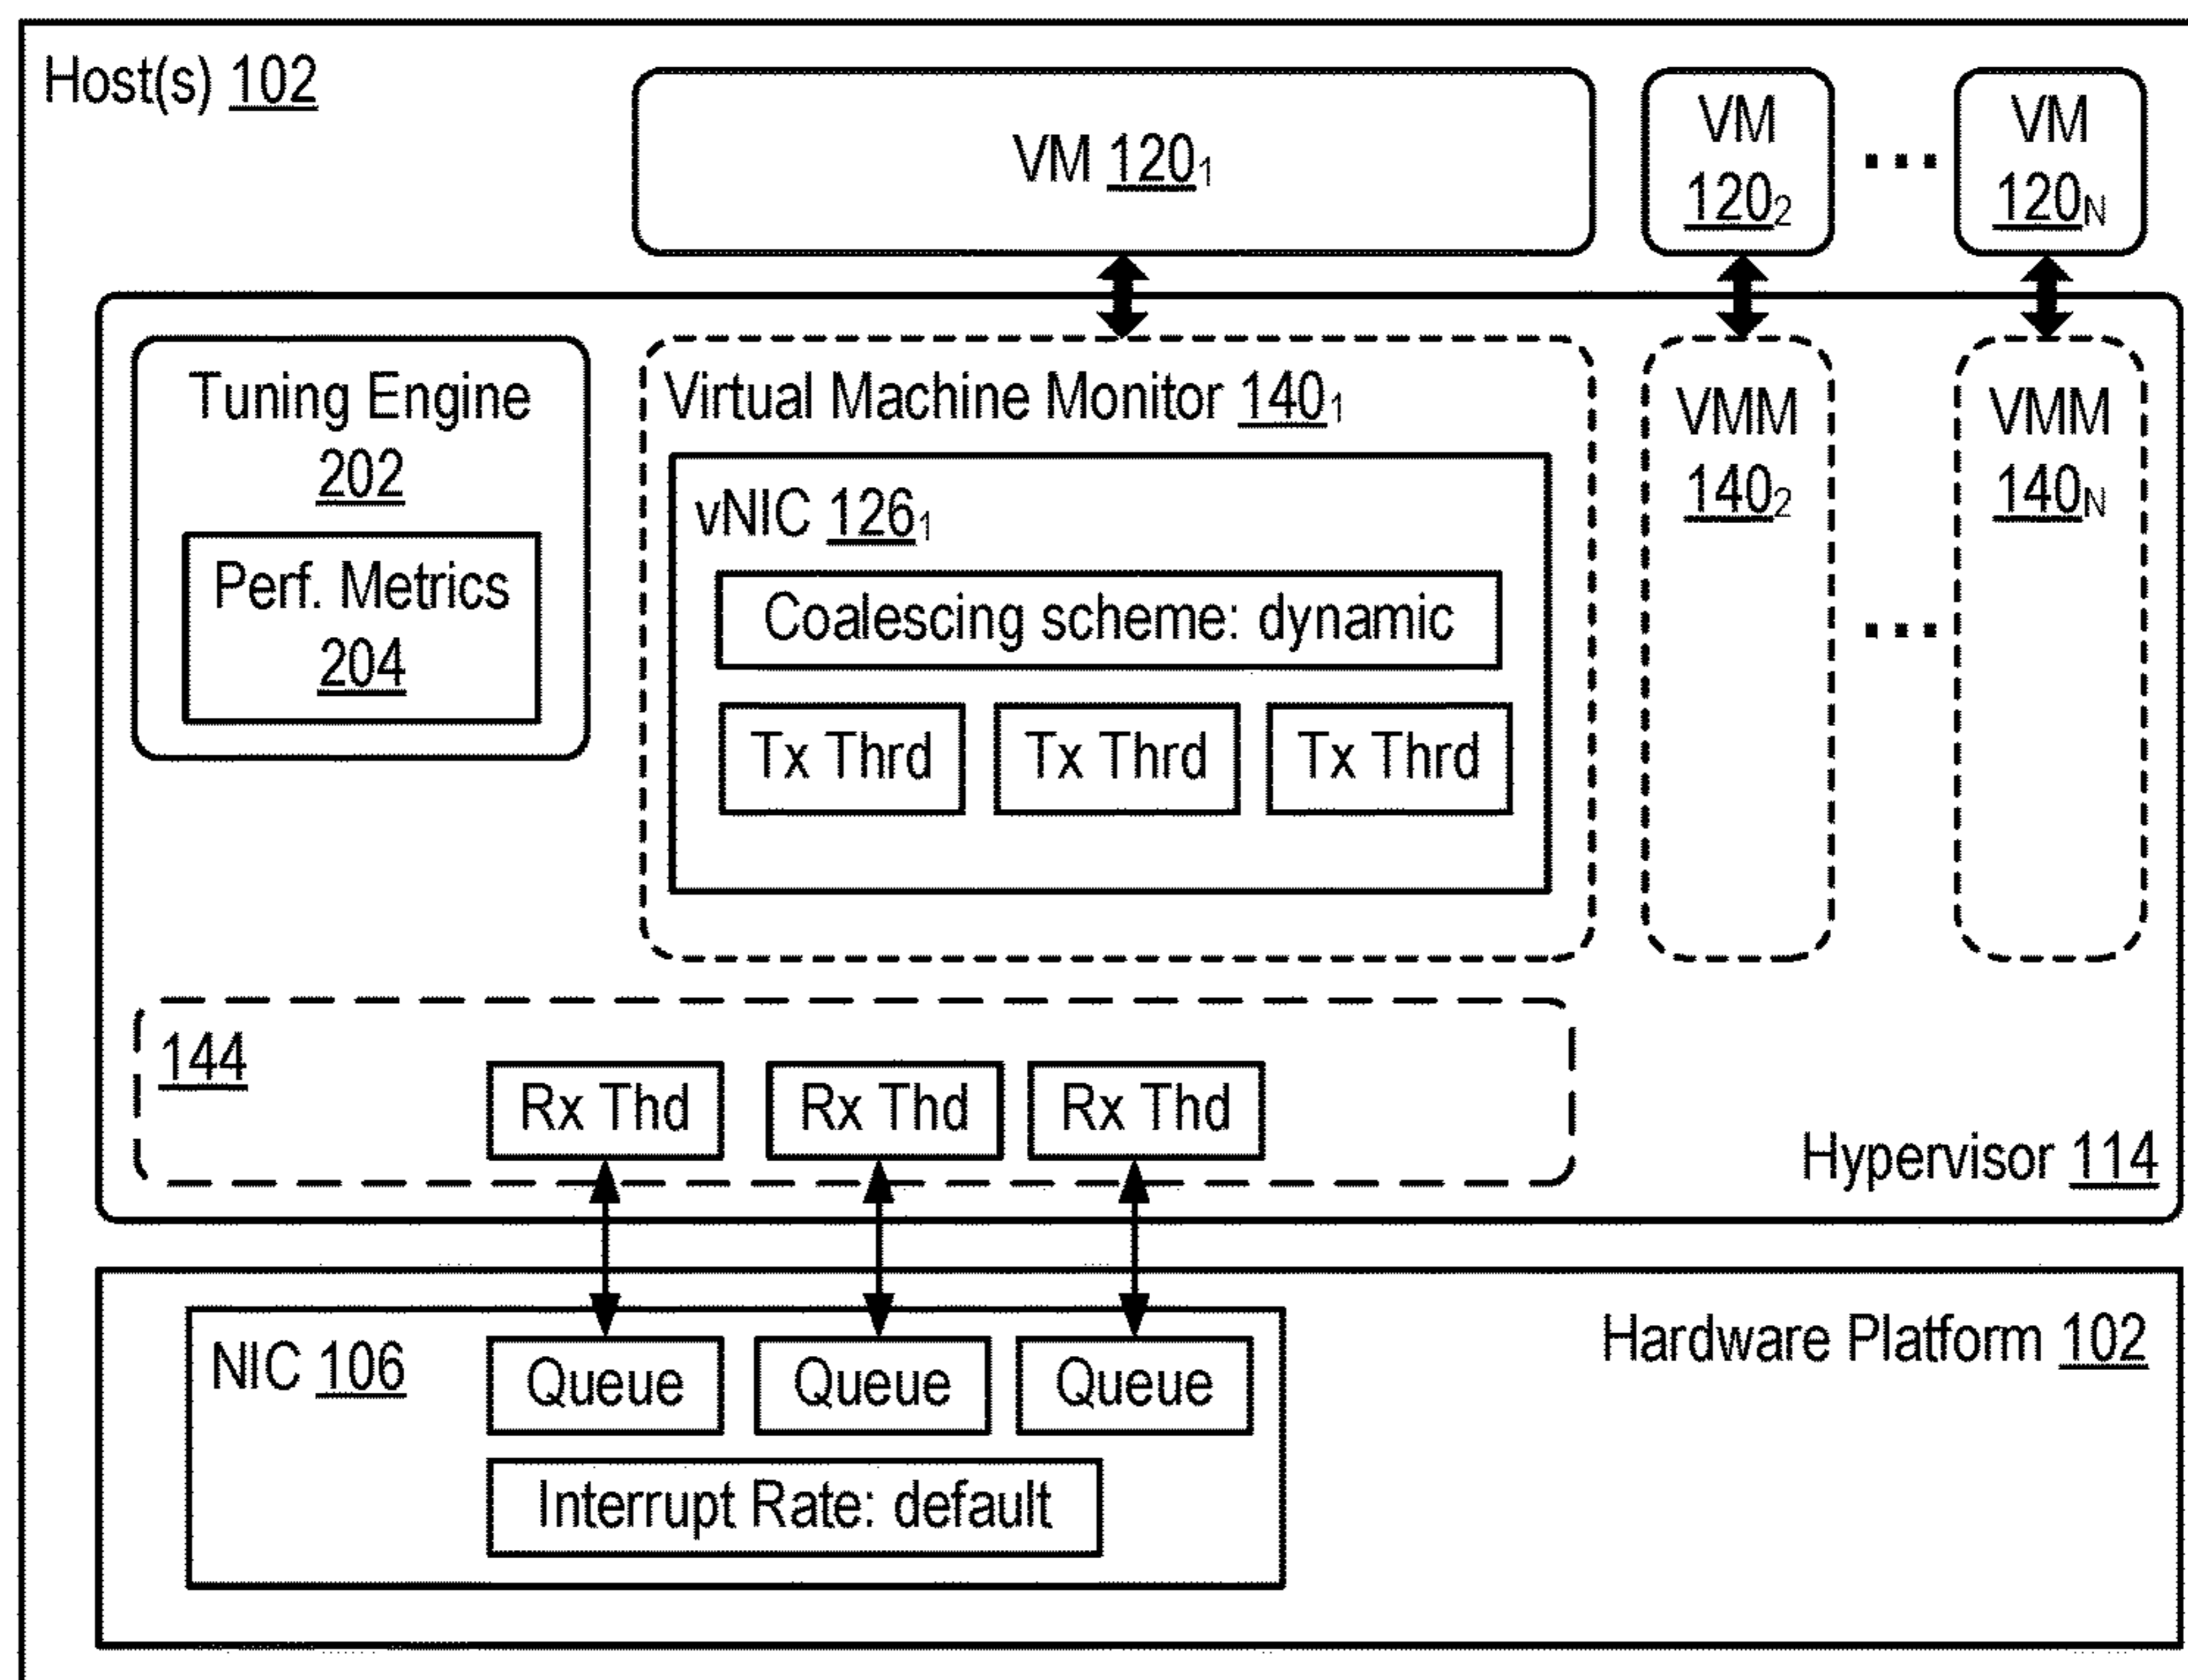 Host(s) 102
VM 120₁
VM
120₂
...
VM
120N
Tuning Engine
202
Perf. Metrics
204
Virtual Machine Monitor 140₁
vNIC 126₁
Coalescing scheme: dynamic
Tx Thrd
Tx Thrd
Tx Thrd
VMM
140₂
...
VMM
140N
144
Rx Thd
Rx Thd
Rx Thd
Hypervisor 114
NIC 106
Queue
Queue
Queue
Interrupt Rate: default
Hardware Platform 102